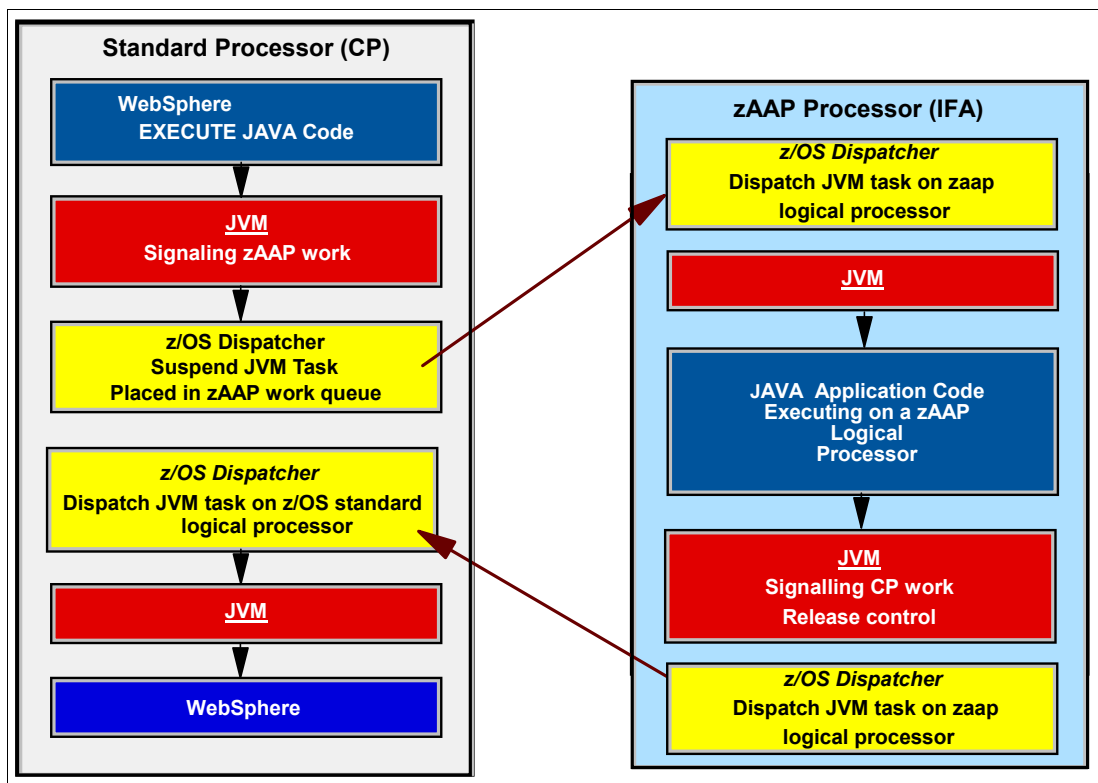 Standard Processor (CP)
WebSphere
EXECUTE JAVA Code
JVM
Signaling zAAP work
z/OS Dispatcher
Suspend JVM Task
Placed in zAAP work queue
z/OS Dispatcher
Dispatch JVM task on z/OS standard
logical processor
JVM
WebSphere
zAAP Processor (IFA)
z/OS Dispatcher
Dispatch JVM task on zaap
logical processor
JVM
JAVA Application Code
Executing on a zAAP
Logical
Processor
JVM
Signalling CP work
Release control
z/OS Dispatcher
Dispatch JVM task on zaap
logical processor